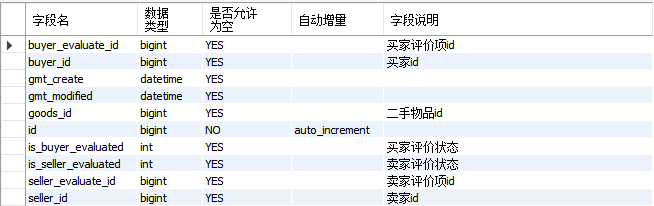 字段名 数据类型 是否允许为空 自动增量 字段说明
buyer_evaluate_id bigint YES 买家评价项id
buyer_id bigint YES 买家id
gmt_create datetime YES
gmt_modified datetime YES
goods_id bigint YES 二手物品id
id bigint NO auto_increment
is_buyer_evaluated int YES 买家评价状态
is_seller_evaluated int YES 卖家评价状态
seller_evaluate_id bigint YES 卖家评价项id
seller_id bigint YES 卖家id